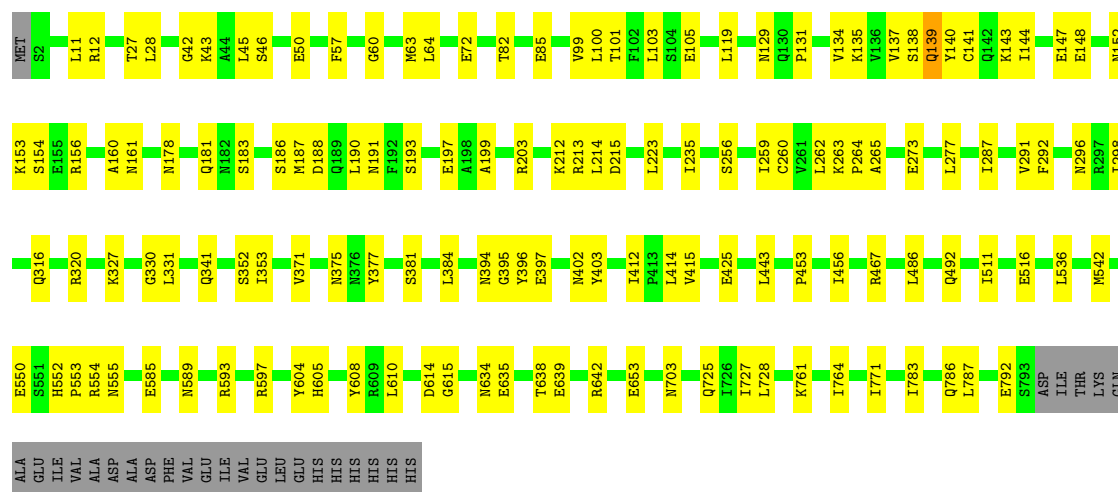 MET S2 L11 R12 T27 L28 G42 K43 A44 L45 S46 E50 F57 G60 M63 L64 E72 T82 E85 V99 L100 T101 F102 L103 S104 E105 L119 N129 Q130 P131 V134 K135 V136 V137 S138 Q139 Y140 C141 Q142 K143 I144 E147 E148 N152
K153 S154 E155 R156 A160 N161 N178 Q181 N182 S183 S186 M187 D188 Q189 L190 N191 F192 S193 E197 A198 A199 R203 K212 R213 L214 D215 L223 I235 S256 I259 C260 V261 L262 K263 P264 A265 E273 L277 I287 V291 F292 N296 R297
Q316 R320 K327 G330 L331 Q341 S352 I353 V371 N375 N376 Y377 S381 L384 N394 G395 Y396 E397 N402 Y403 I412 P413 L414 V415 E425 L443 P453 I456 R467 L486 Q492 I511 E516 L536 M542
E550 S551 H552 P553 R554 N555 E585 N589 R593 R597 Y604 H605 Y608 R609 L610 D614 G615 N634 E635 T638 E639 R642 E653 N703 Q725 I726 I727 L728 K761 I764 I771 I783 Q786 L787 E792 S793 ASP ILE THR LYS GLN
ALA GLU ILE VAL ALA ASP ALA ASP PHE VAL GLU ILE VAL GLU LEU GLU HIS HIS HIS HIS HIS HIS